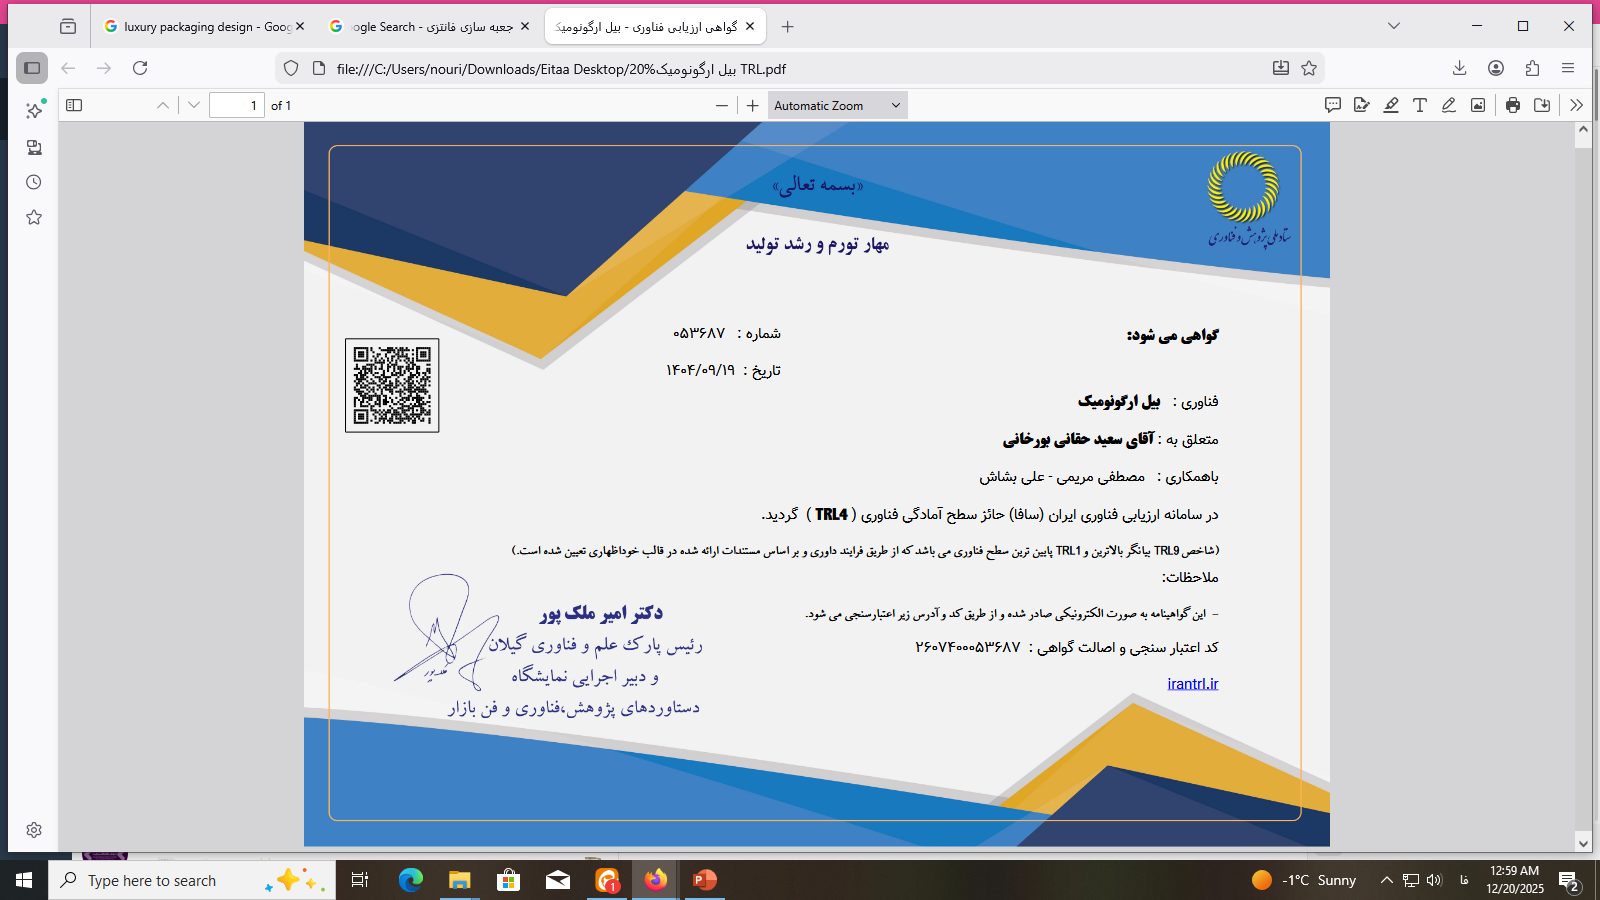 luxury packaging design - Goog
جعبه سازی فانتزی - Google Search
گواهی ارزیابی فناوری - بیل ارگونومیک
file:///C:/Users/nouri/Downloads/Eitaa Desktop/20%بیل ارگونومیک TRL.pdf
1 of 1
Automatic Zoom
«بسمه تعالی»
ستاد ملی پژوهش و فناوری
مهار تورم و رشد تولید
گواهی می شود:
شماره : ۰۵۳۶۸۷
تاریخ : ۱۴۰۴/۰۹/۱۹
فناوری : بیل ارگونومیک
متعلق به : آقای سعید حقانی بورخانی
باهمکاری : مصطفی مریمی - علی بشاش
در سامانه ارزیابی فناوری ایران (سافا) حائز سطح آمادگی فناوری ( TRL4 ) گردید.
(شاخص TRL9 بیانگر بالاترین و TRL1 پایین ترین سطح فناوری می باشد که از طریق فرایند داوری و بر اساس مستندات ارائه شده در قالب خوداظهاری تعیین شده است.)
ملاحظات:
– این گواهینامه به صورت الکترونیکی صادر شده و از طریق کد و آدرس زیر اعتبارسنجی می شود.
کد اعتبار سنجی و اصالت گواهی : ۲۶۰۷۴۰۰۰۵۳۶۸۷
irantrl.ir
دکتر امیر ملک پور
رئیس پارک علم و فناوری گیلان
و دبیر اجرایی نمایشگاه
دستاوردهای پژوهش،فناوری و فن بازار
Type here to search
1
-1°C Sunny
فا
12:59 AM
12/20/2025
2